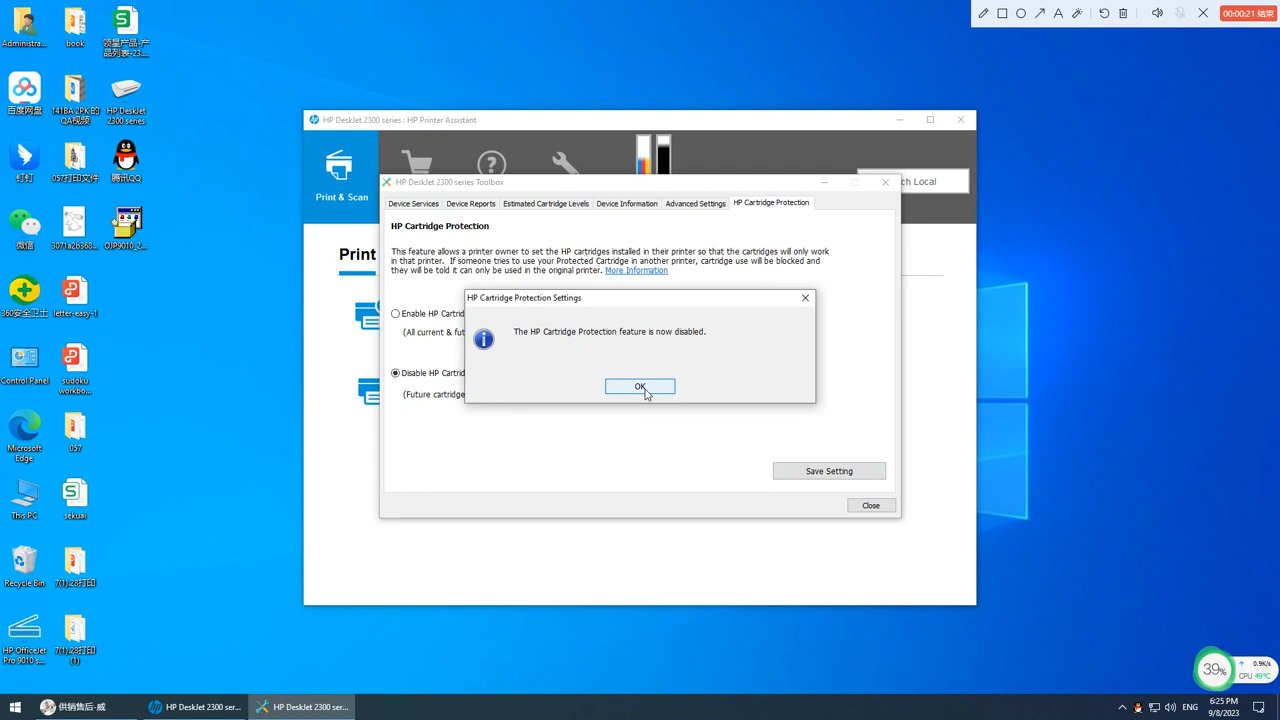 Administra...
book
领星产品-产
品列表-23....
00:00:21 结束
百度网盘
141BA 2PK 的
QA视频
HP DeskJet
2300 series
钉钉
057打印文件
腾讯QQ
微信
3071a2b368...
OJP9010_2...
360安全卫士
letter-easy-1
Control Panel
sudoku
workbo...
Microsoft
Edge
057
This PC
sekuai
Recycle Bin
7(1).28打印
HP OfficeJet
Pro 9010 s...
7(1).28打印
(1)
HP DeskJet 2300 series : HP Printer Assistant
Print & Scan
ch Local
Print
HP DeskJet 2300 series Toolbox
Device Services
Device Reports
Estimated Cartridge Levels
Device Information
Advanced Settings
HP Cartridge Protection
HP Cartridge Protection
This feature allows a printer owner to set the HP cartridges installed in their printer so that the cartridges will only work
in that printer. If someone tries to use your Protected Cartridge in another printer, cartridge use will be blocked and
they will be told it can only be used in the original printer. More Information
Enable HP Cartrid
(All current & fut
Disable HP Cartrid
(Future cartridge
HP Cartridge Protection Settings
The HP Cartridge Protection feature is now disabled.
OK
Save Setting
Close
39%
0.9K/s
CPU 49°C
供销售后-威
HP DeskJet 2300 ser...
HP DeskJet 2300 ser...
ENG
6:25 PM
9/8/2023